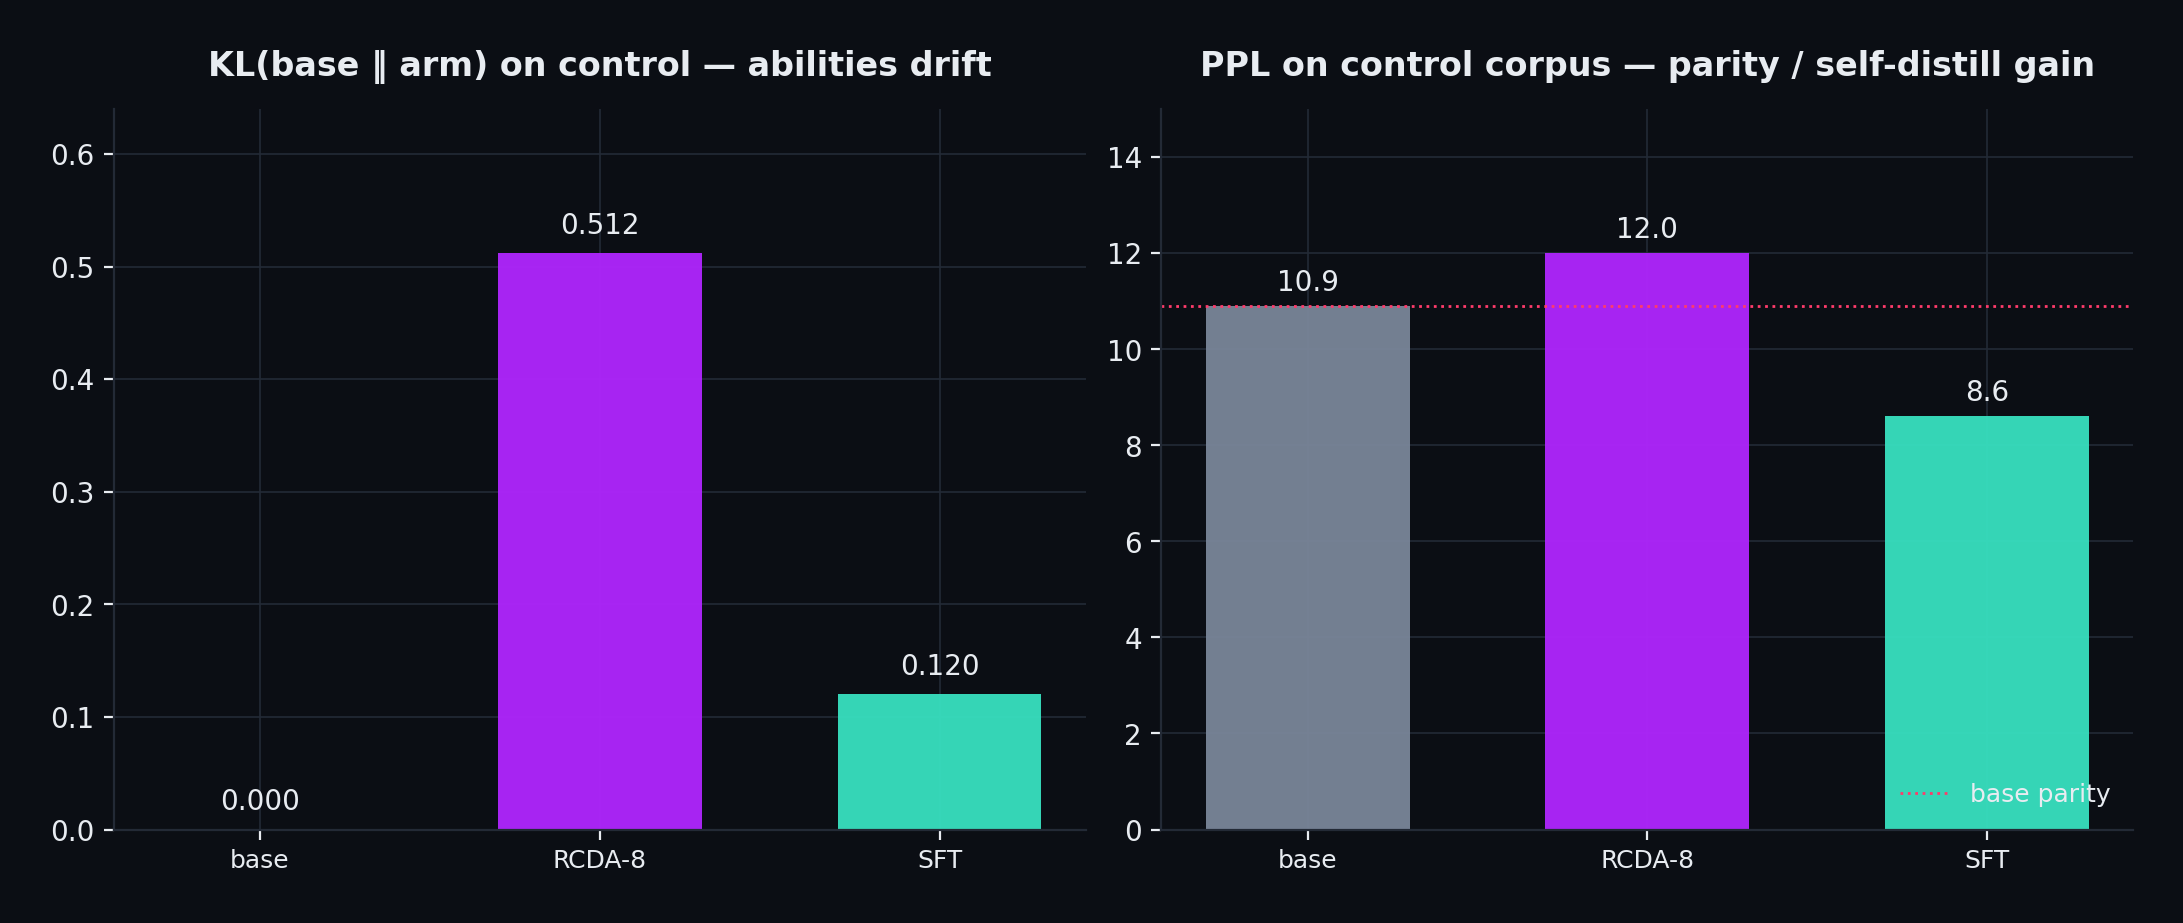 KL(base ∥ arm) on control — abilities drift
0.6
0.5
0.4
0.3
0.2
0.1
0.0
0.000
0.512
0.120
base
RCDA-8
SFT
PPL on control corpus — parity / self-distill gain
14
12
10
8
6
4
2
0
10.9
12.0
8.6
base parity
base
RCDA-8
SFT